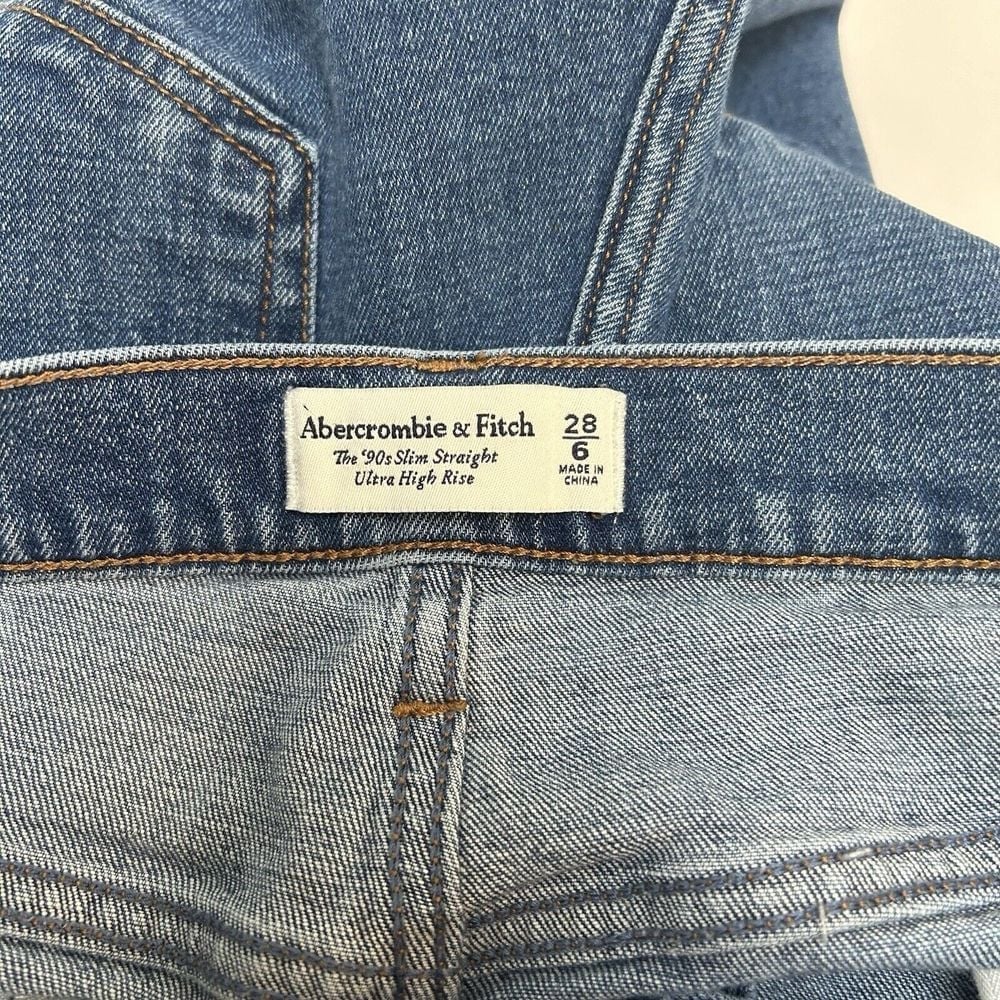 Abercrombie & Fitch
The '90s Slim Straight
Ultra High Rise
28
6
MADE IN
CHINA